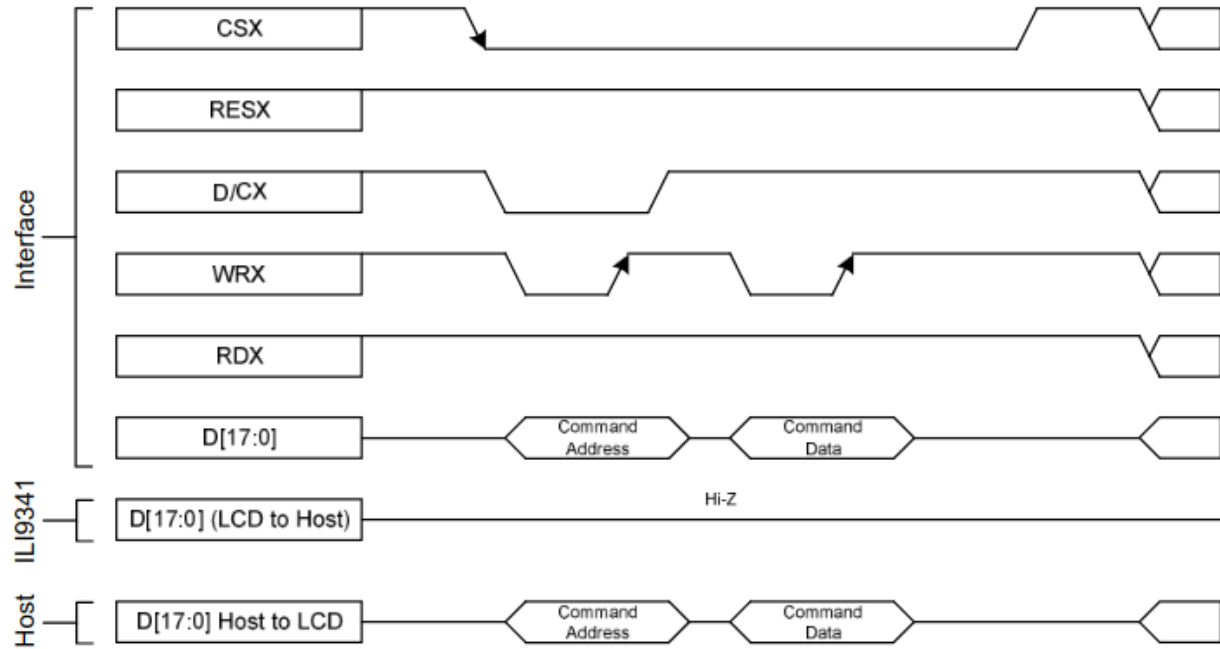 CSX
RESX
D/CX
WRX
RDX
D[17:0]
Command
Address
Command
Data
Interface
Hi-Z
D[17:0] (LCD to Host)
ILI9341
D[17:0] Host to LCD
Command
Address
Command
Data
Host